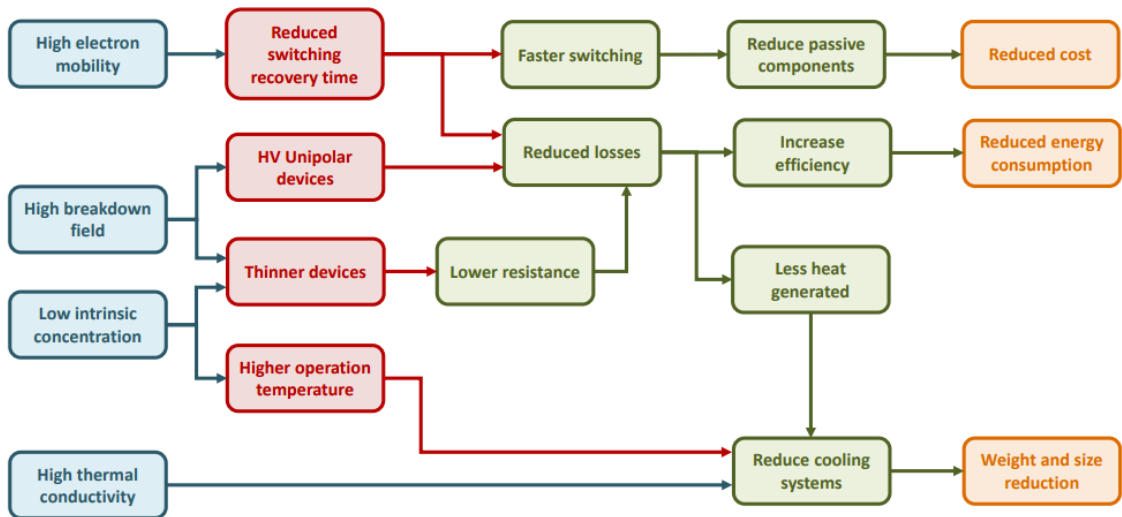 High electron
mobility
Reduced
switching
recovery time
Faster switching
Reduce passive
components
Reduced cost
HV Unipolar
devices
Reduced losses
Increase
efficiency
Reduced energy
consumption
High breakdown
field
Thinner devices
Lower resistance
Less heat
generated
Low intrinsic
concentration
Higher operation
temperature
High thermal
conductivity
Reduce cooling
systems
Weight and size
reduction